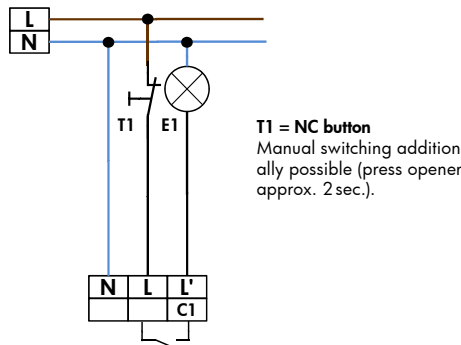 L
N
T1 E1
T1 = NC button
Manual switching addition
ally possible (press opener
approx. 2 sec.).
N L L'
C1